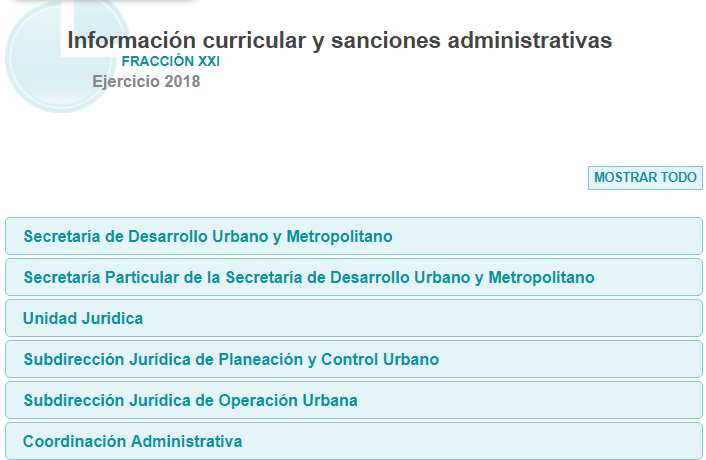 Información curricular y sanciones administrativas
FRACCIÓN XXI
Ejercicio 2018
MOSTRAR TODO
Secretaría de Desarrollo Urbano y Metropolitano
Secretaría Particular de la Secretaría de Desarrollo Urbano y Metropolitano
Unidad Juridica
Subdirección Jurídica de Planeación y Control Urbano
Subdirección Jurídica de Operación Urbana
Coordinación Administrativa